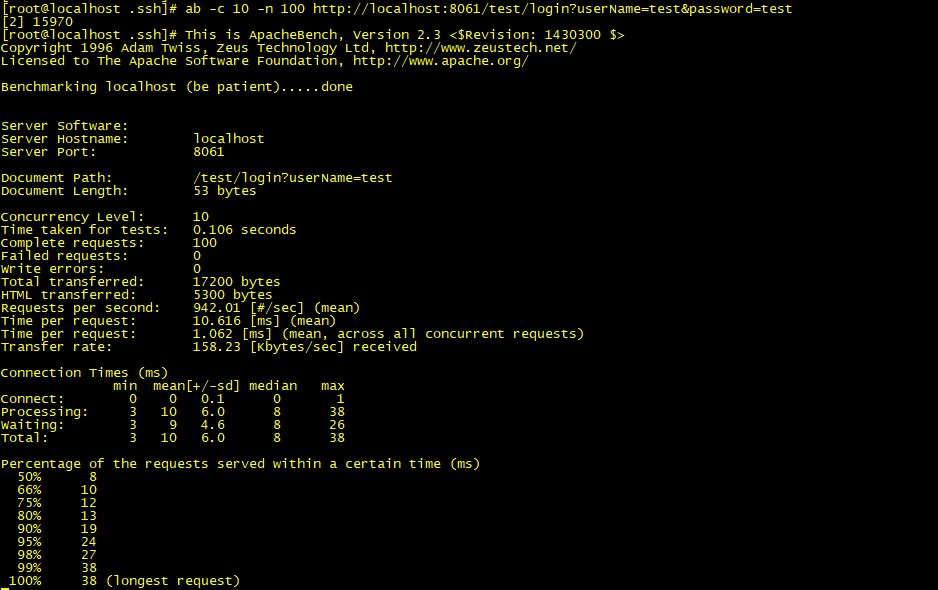 [root@localhost .ssh]# ab -c 10 -n 100 http://localhost:8061/test/login?userName=test&password=test
[2] 15970
[root@localhost .ssh]# This is ApacheBench, Version 2.3 <$Revision: 1430300 $>
Copyright 1996 Adam Twiss, Zeus Technology Ltd, http://www.zeustech.net/
Licensed to The Apache Software Foundation, http://www.apache.org/

Benchmarking localhost (be patient).....done


Server Software:
Server Hostname:        localhost
Server Port:            8061

Document Path:          /test/login?userName=test
Document Length:        53 bytes

Concurrency Level:      10
Time taken for tests:   0.106 seconds
Complete requests:      100
Failed requests:        0
Write errors:           0
Total transferred:      17200 bytes
HTML transferred:       5300 bytes
Requests per second:    942.01 [#/sec] (mean)
Time per request:       10.616 [ms] (mean)
Time per request:       1.062 [ms] (mean, across all concurrent requests)
Transfer rate:          158.23 [Kbytes/sec] received

Connection Times (ms)
              min  mean[+/-sd] median   max
Connect:        0    0   0.1      0       1
Processing:     3   10   6.0      8      38
Waiting:        3    9   4.6      8      26
Total:          3   10   6.0      8      38

Percentage of the requests served within a certain time (ms)
  50%      8
  66%     10
  75%     12
  80%     13
  90%     19
  95%     24
  98%     27
  99%     38
 100%     38 (longest request)